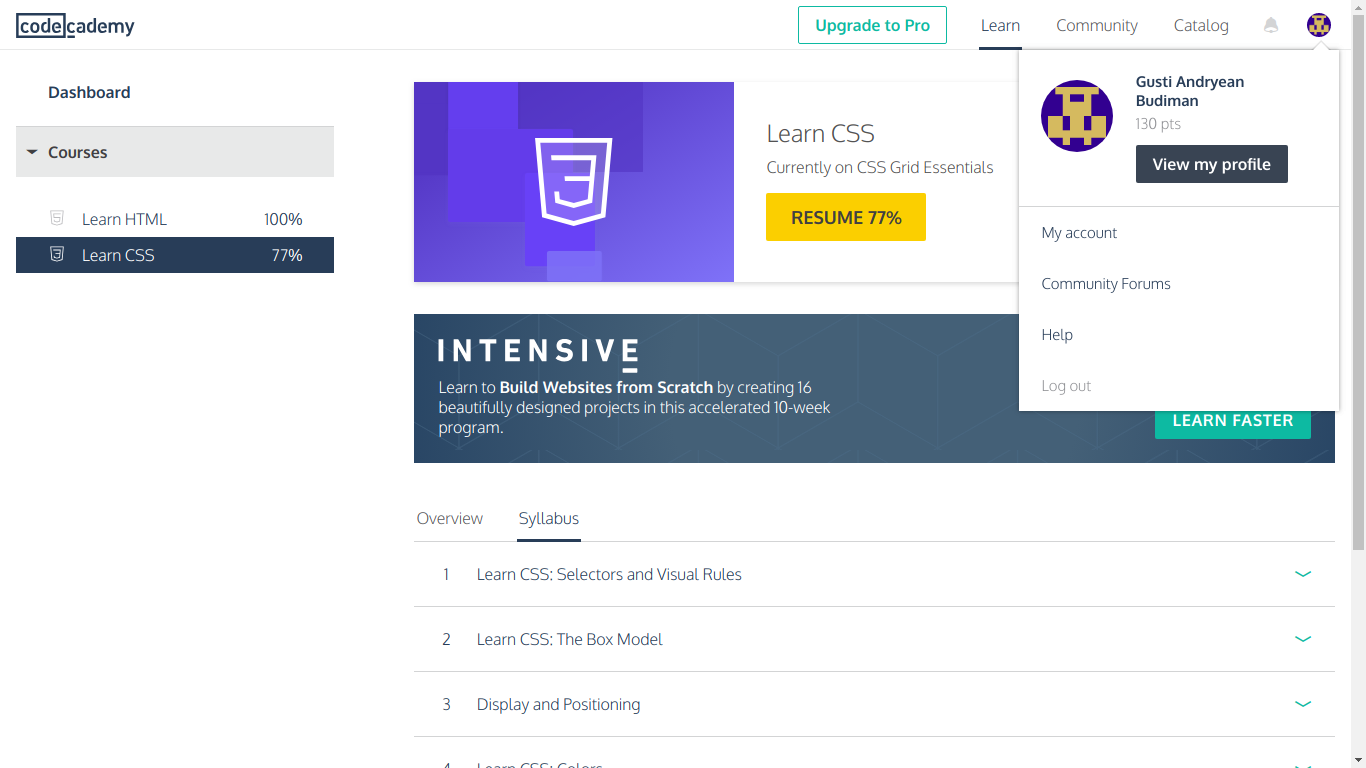 codecademy
Upgrade to Pro
Learn
Community
Catalog
Dashboard
Courses
Learn HTML 100%
Learn CSS 77%
Learn CSS
Currently on CSS Grid Essentials
RESUME 77%
Gusti Andryean
Budiman
130 pts
View my profile
My account
Community Forums
Help
Log out
INTENSIVE
Learn to Build Websites from Scratch by creating 16
beautifully designed projects in this accelerated 10-week
program.
LEARN FASTER
Overview
Syllabus
1 Learn CSS: Selectors and Visual Rules
2 Learn CSS: The Box Model
3 Display and Positioning
4 Learn CSS: Colors